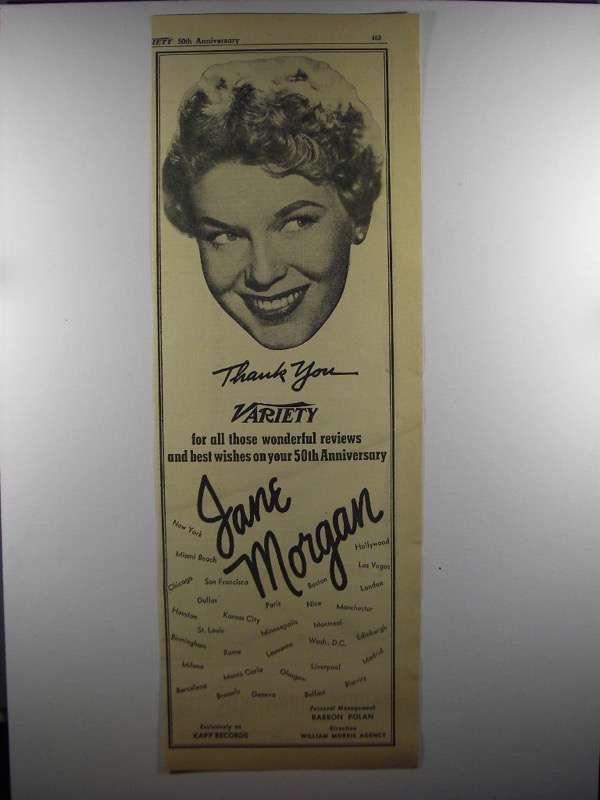 VARIETY 50th Anniversary
Thank You
VARIETY
for all those wonderful reviews
and best wishes on your 50th Anniversary
Jane
Morgan
New York
Hollywood
Miami Beach
Las Vegas
Chicago San Francisco Boston London
Dallas Paris Nice Manchester
Houston Kansas City
St. Louis Minneapolis Montreal
Birmingham Rome Lausanne Wash., D.C. Edinburgh
Milano Monte Carlo Glasgow Liverpool Madrid
Barcelona Brussels Geneva Belfast Biarritz
Personal Management
BARRON POLAN
Exclusively on
KAPP RECORDS
Direction
WILLIAM MORRIS AGENCY